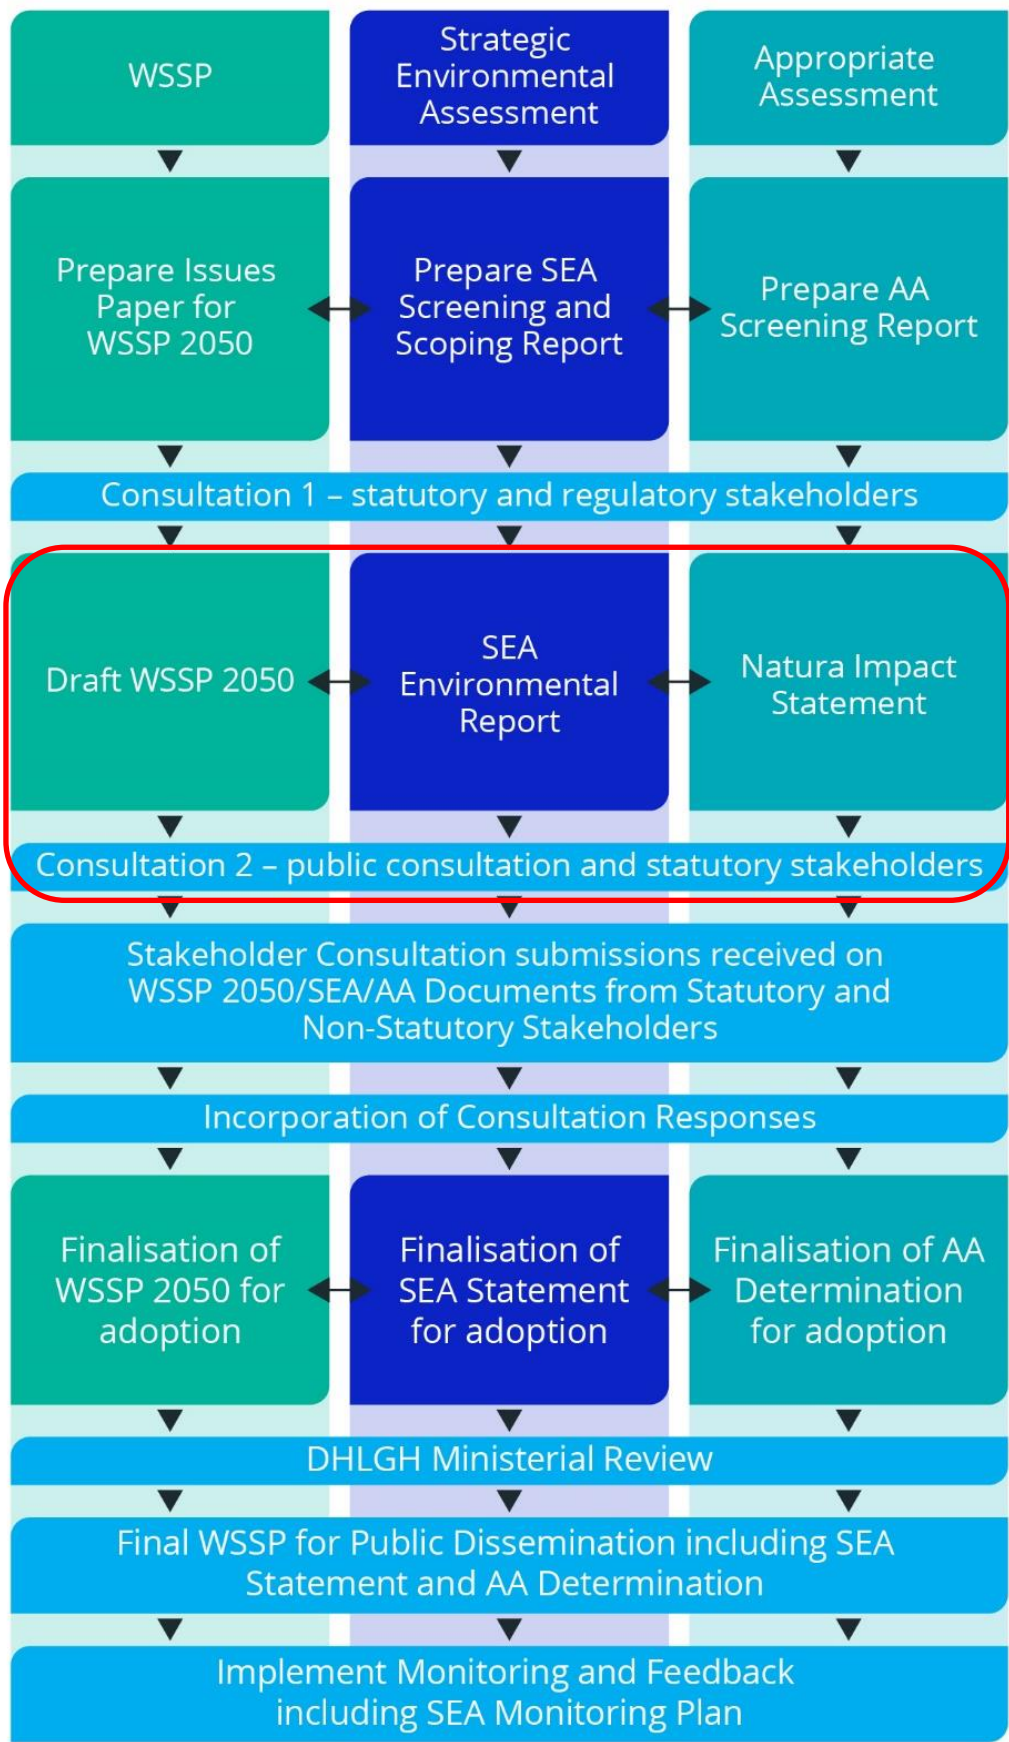 WSSP
Strategic
Environmental
Assessment
Appropriate
Assessment
Prepare Issues
Paper for
WSSP 2050
Prepare SEA
Screening and
Scoping Report
Prepare AA
Screening Report
Consultation 1 – statutory and regulatory stakeholders
Draft WSSP 2050
SEA
Environmental
Report
Natura Impact
Statement
Consultation 2 – public consultation and statutory stakeholders
Stakeholder Consultation submissions received on
WSSP 2050/SEA/AA Documents from Statutory and
Non-Statutory Stakeholders
Incorporation of Consultation Responses
Finalisation of
WSSP 2050 for
adoption
Finalisation of
SEA Statement
for adoption
Finalisation of AA
Determination
for adoption
DHLGH Ministerial Review
Final WSSP for Public Dissemination including SEA
Statement and AA Determination
Implement Monitoring and Feedback
including SEA Monitoring Plan